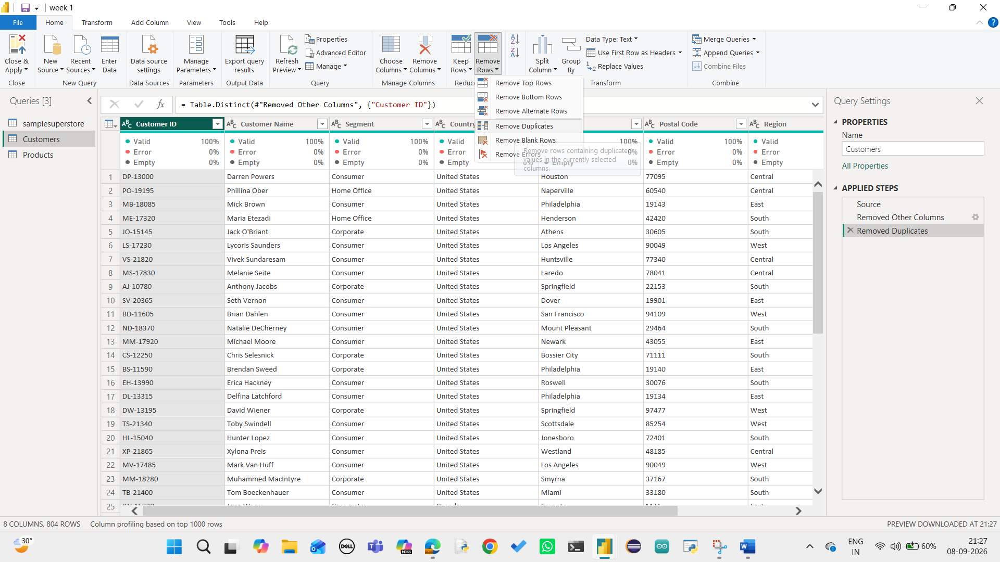 week 1
File Home Transform Add Column View Tools Help
Close & Apply
New Source
Recent Sources
Enter Data
Data source settings
Manage Parameters
Export query results
Refresh Preview
Properties
Advanced Editor
Manage
Choose Columns
Remove Columns
Keep Rows
Remove Rows
Split Column
Group By
Data Type: Text
Use First Row as Headers
Replace Values
Merge Queries
Append Queries
Combine Files
Close New Query Data Sources Parameters Output Data Query Manage Columns Transform Combine
Remove Top Rows
Remove Bottom Rows
Remove Alternate Rows
Remove Duplicates
Remove Blank Rows
Remove Errors
Remove rows containing duplicated
values in the currently selected
columns.
Queries [3]
samplesuperstore
Customers
Products
= Table.Distinct(#"Removed Other Columns", {"Customer ID"})
Customer ID Customer Name Segment Country Postal Code Region
Valid 100% Valid 100% Valid 100% Valid 100% Valid 100% Valid
Error 0% Error 0% Error 0% Error 0% Error 0% Error
Empty 0% Empty 0% Empty 0% Empty 0% Empty 0% Empty 0% Empty
1 DP-13000 Darren Powers Consumer United States Houston 77095 Central
2 PO-19195 Phillina Ober Home Office United States Naperville 60540 Central
3 MB-18085 Mick Brown Consumer United States Philadelphia 19143 East
4 ME-17320 Maria Etezadi Home Office United States Henderson 42420 South
5 JO-15145 Jack O'Briant Corporate United States Athens 30605 South
6 LS-17230 Lycoris Saunders Consumer United States Los Angeles 90049 West
7 VS-21820 Vivek Sundaresam Consumer United States Huntsville 77340 Central
8 MS-17830 Melanie Seite Consumer United States Laredo 78041 Central
9 AJ-10780 Anthony Jacobs Corporate United States Springfield 22153 South
10 SV-20365 Seth Vernon Consumer United States Dover 19901 East
11 BD-11605 Brian Dahlen Consumer United States San Francisco 94109 West
12 ND-18370 Natalie DeCherney Consumer United States Mount Pleasant 29464 South
13 MM-17920 Michael Moore Consumer United States Newark 43055 East
14 CS-12250 Chris Selesnick Corporate United States Bossier City 71111 South
15 BS-11590 Brendan Sweed Corporate United States Philadelphia 19140 East
16 EH-13990 Erica Hackney Consumer United States Roswell 30076 South
17 DL-13315 Delfina Latchford Consumer United States Philadelphia 19134 East
18 DW-13195 David Wiener Corporate United States Springfield 97477 West
19 TS-21340 Toby Swindell Consumer United States Scottsdale 85254 West
20 HL-15040 Hunter Lopez Consumer United States Jonesboro 72401 South
21 XP-21865 Xylona Preis Consumer United States Westland 48185 Central
22 MV-17485 Mark Van Huff Consumer United States Los Angeles 90049 West
23 MM-18280 Muhammed MacIntyre Corporate United States Smyrna 37167 South
24 TB-21400 Tom Boeckenhauer Consumer United States Miami 33180 South
25
Query Settings
PROPERTIES
Name
Customers
All Properties
APPLIED STEPS
Source
Removed Other Columns
Removed Duplicates
8 COLUMNS, 804 ROWS Column profiling based on top 1000 rows PREVIEW DOWNLOADED AT 21:27
30°
DELL
M365
ENG
IN
60%
21:27
08-09-2026